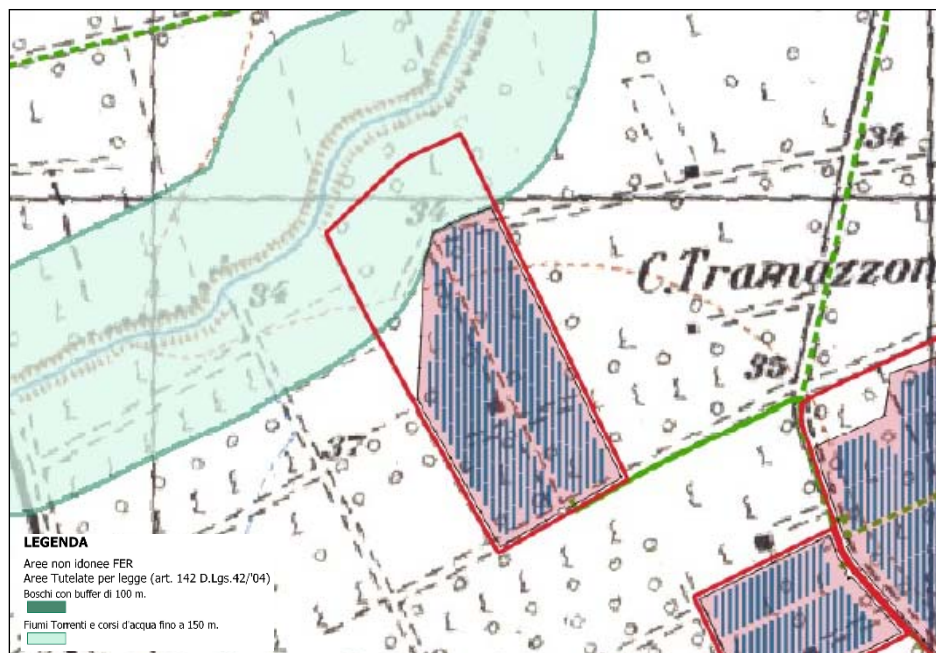 34
34
C.Tramazzon
34
35
37
LEGENDA
Aree non idonee FER
Aree Tutelate per legge (art. 142 D.Lgs.42/'04)
Boschi con buffer di 100 m.
Fiumi Torrenti e corsi d'acqua fino a 150 m.